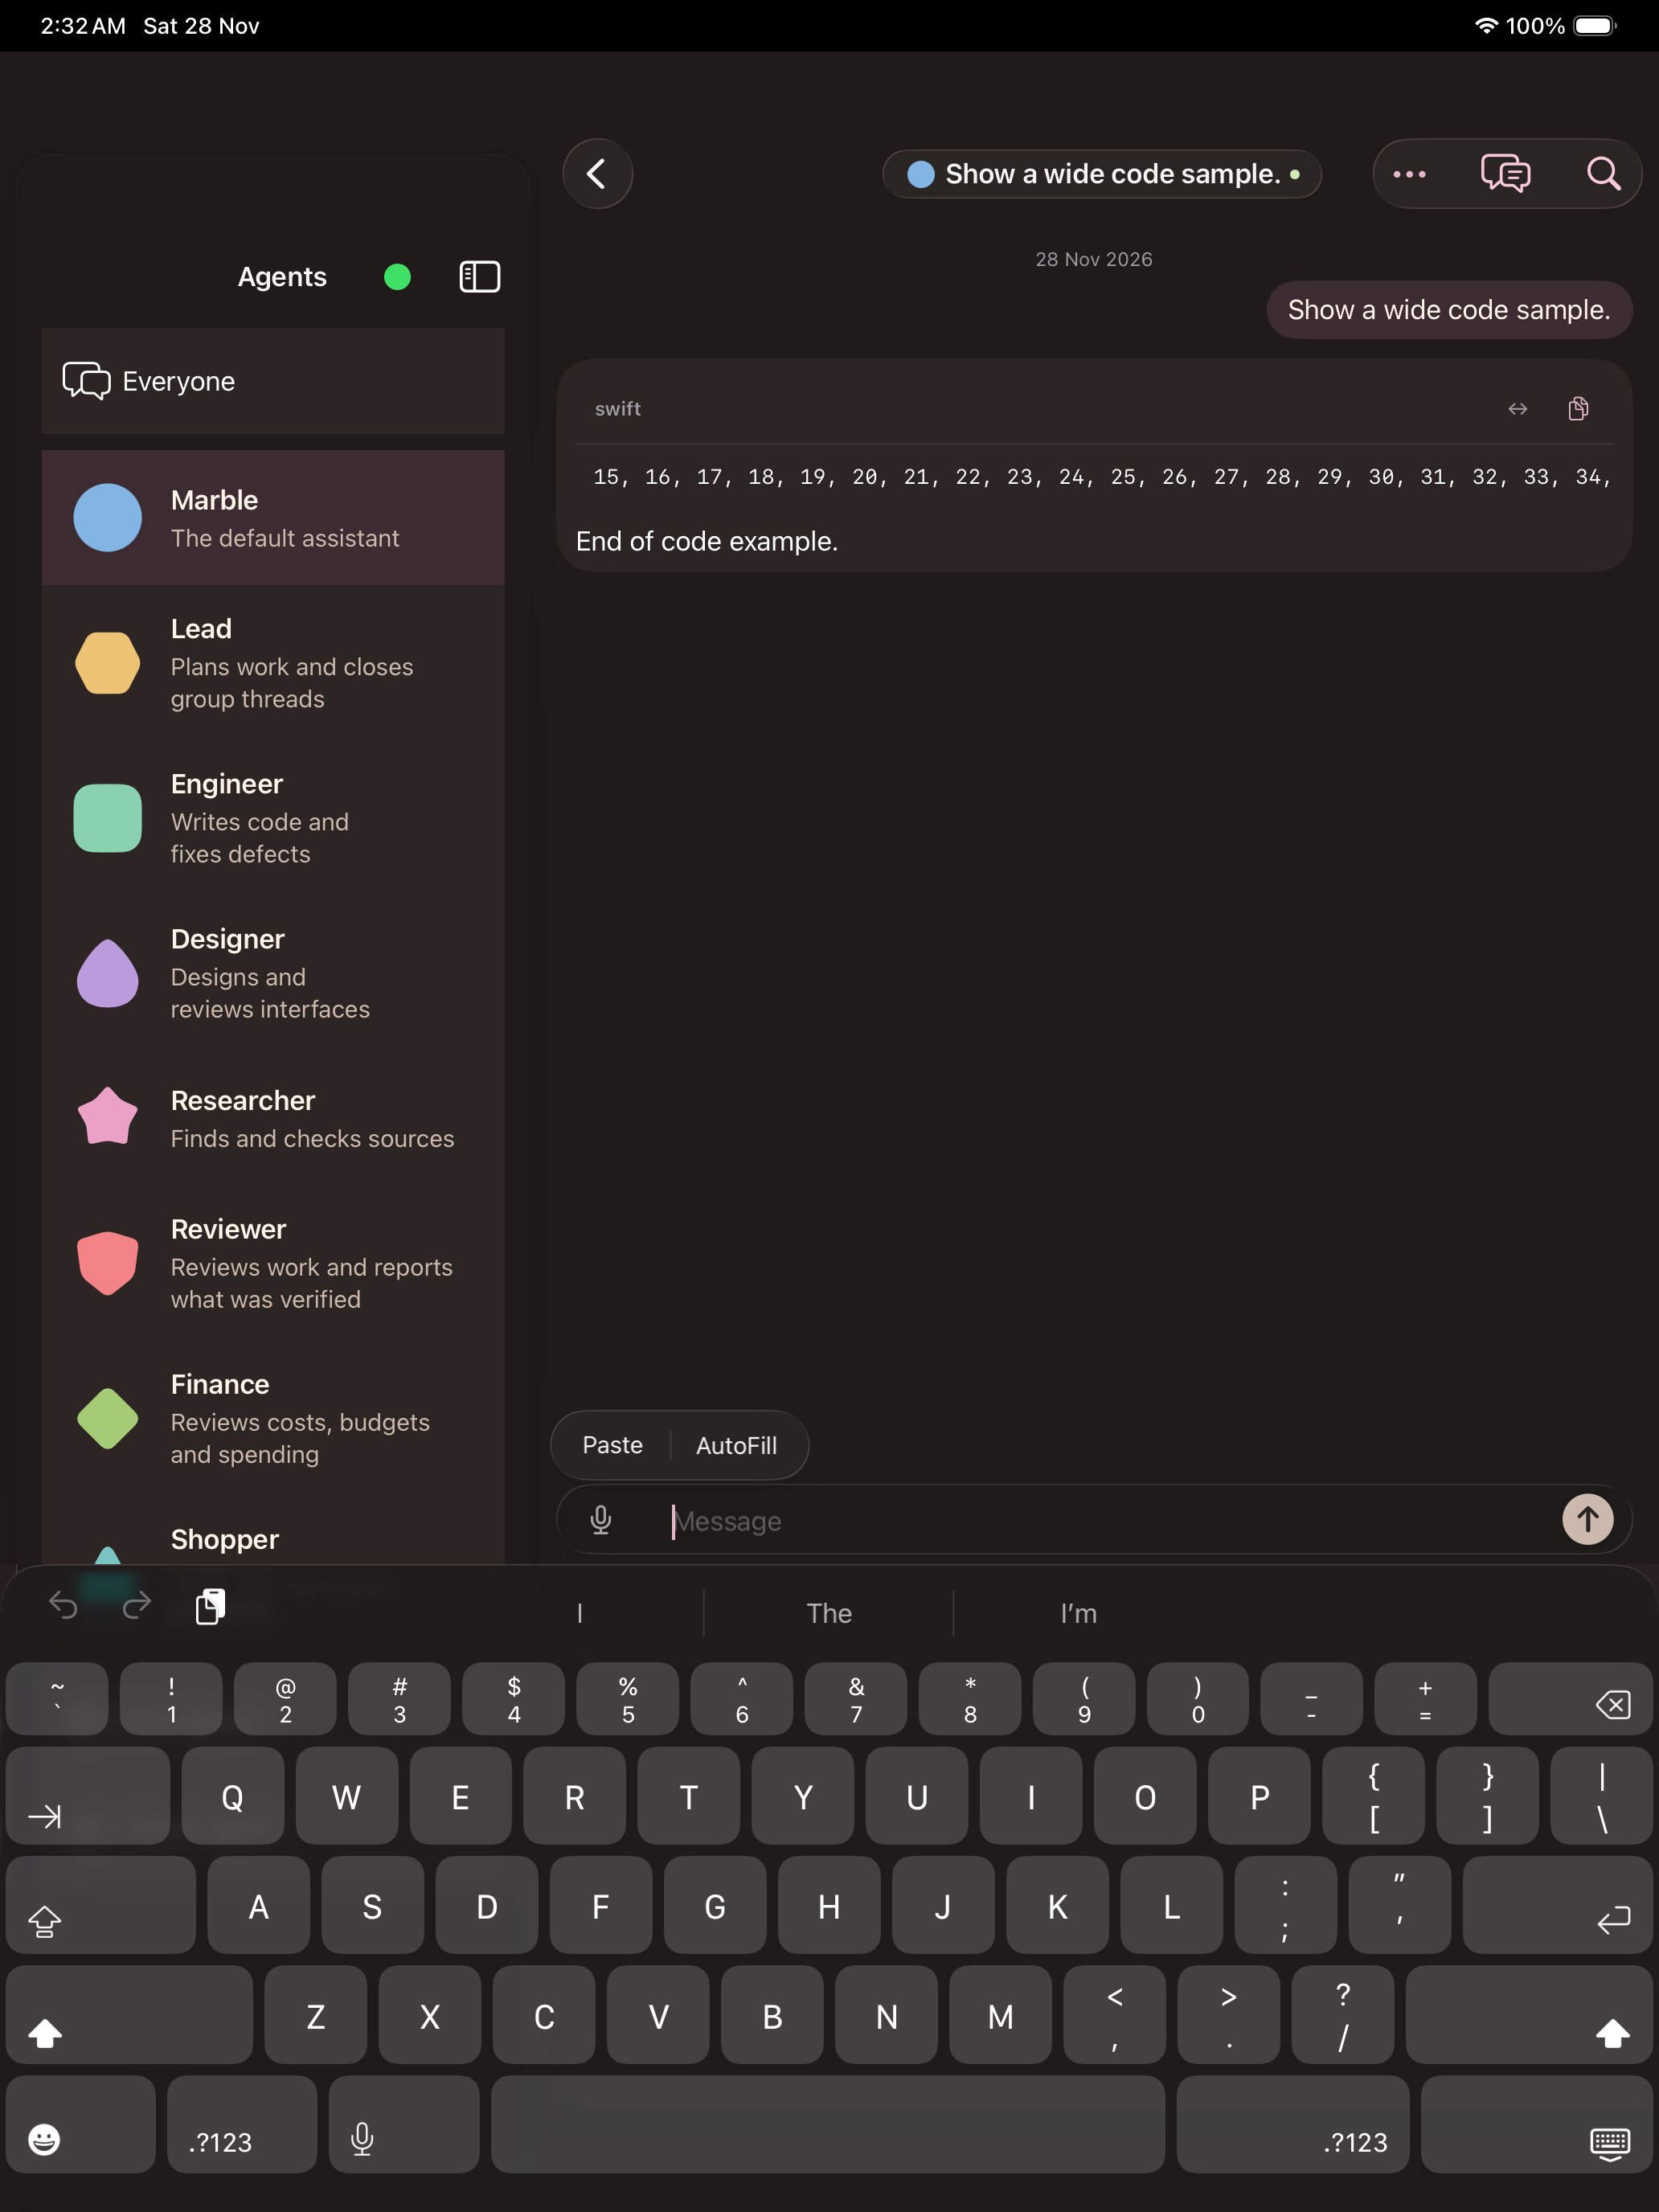 2:32 AM Sat 28 Nov
100%
Show a wide code sample.
Agents
28 Nov 2026
Show a wide code sample.
Everyone
swift
15, 16, 17, 18, 19, 20, 21, 22, 23, 24, 25, 26, 27, 28, 29, 30, 31, 32, 33, 34,
End of code example.
Marble
The default assistant
Lead
Plans work and closes
group threads
Engineer
Writes code and
fixes defects
Designer
Designs and
reviews interfaces
Researcher
Finds and checks sources
Reviewer
Reviews work and reports
what was verified
Finance
Reviews costs, budgets
and spending
Shopper
Paste AutoFill
Message
I The I’m
~ ! @ # $ % ^ & * ( ) _ +
` 1 2 3 4 5 6 7 8 9 0 - =
Q W E R T Y U I O P { } |
[ ] \
A S D F G H J K L : "
; '
Z X C V B N M < > ?
, . /
.?123 .?123